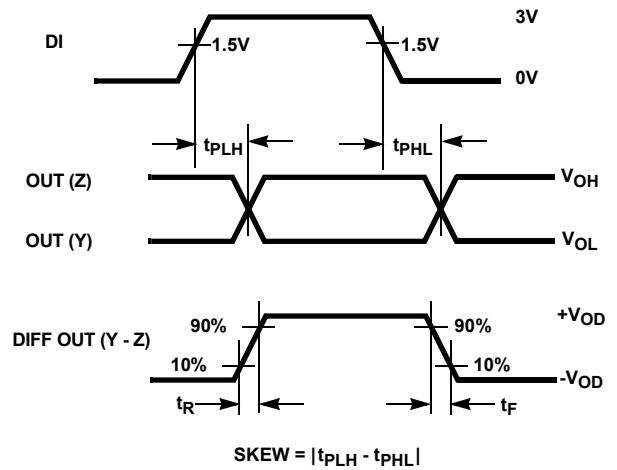 3V
DI
1.5V
1.5V
0V
tPLH
tPHL
OUT (Z)
VOH
OUT (Y)
VOL
+VOD
90%
90%
DIFF OUT (Y - Z)
10%
10%
-VOD
tR
tF
SKEW = |tPLH - tPHL|